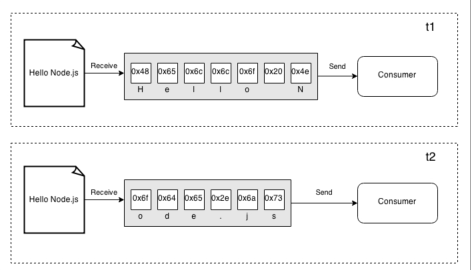 t1
Hello Node.js
Receive
0x48 0x65 0x6c 0x6c 0x6f 0x20 0x4e
H e l l o N
Send
Consumer
t2
Hello Node.js
Receive
0x6f 0x64 0x65 0x2e 0x6a 0x73
o d e . j s
Send
Consumer